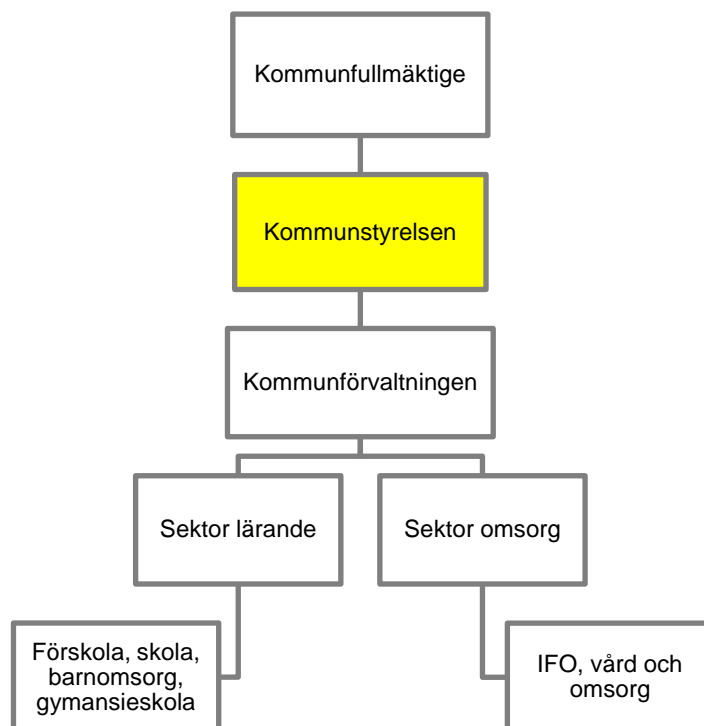 Kommunfullmäktige
Kommunstyrelsen
Kommunförvaltningen
Sektor lärande
Sektor omsorg
Förskola, skola,
barnomsorg,
gymansieskola
IFO, vård och
omsorg